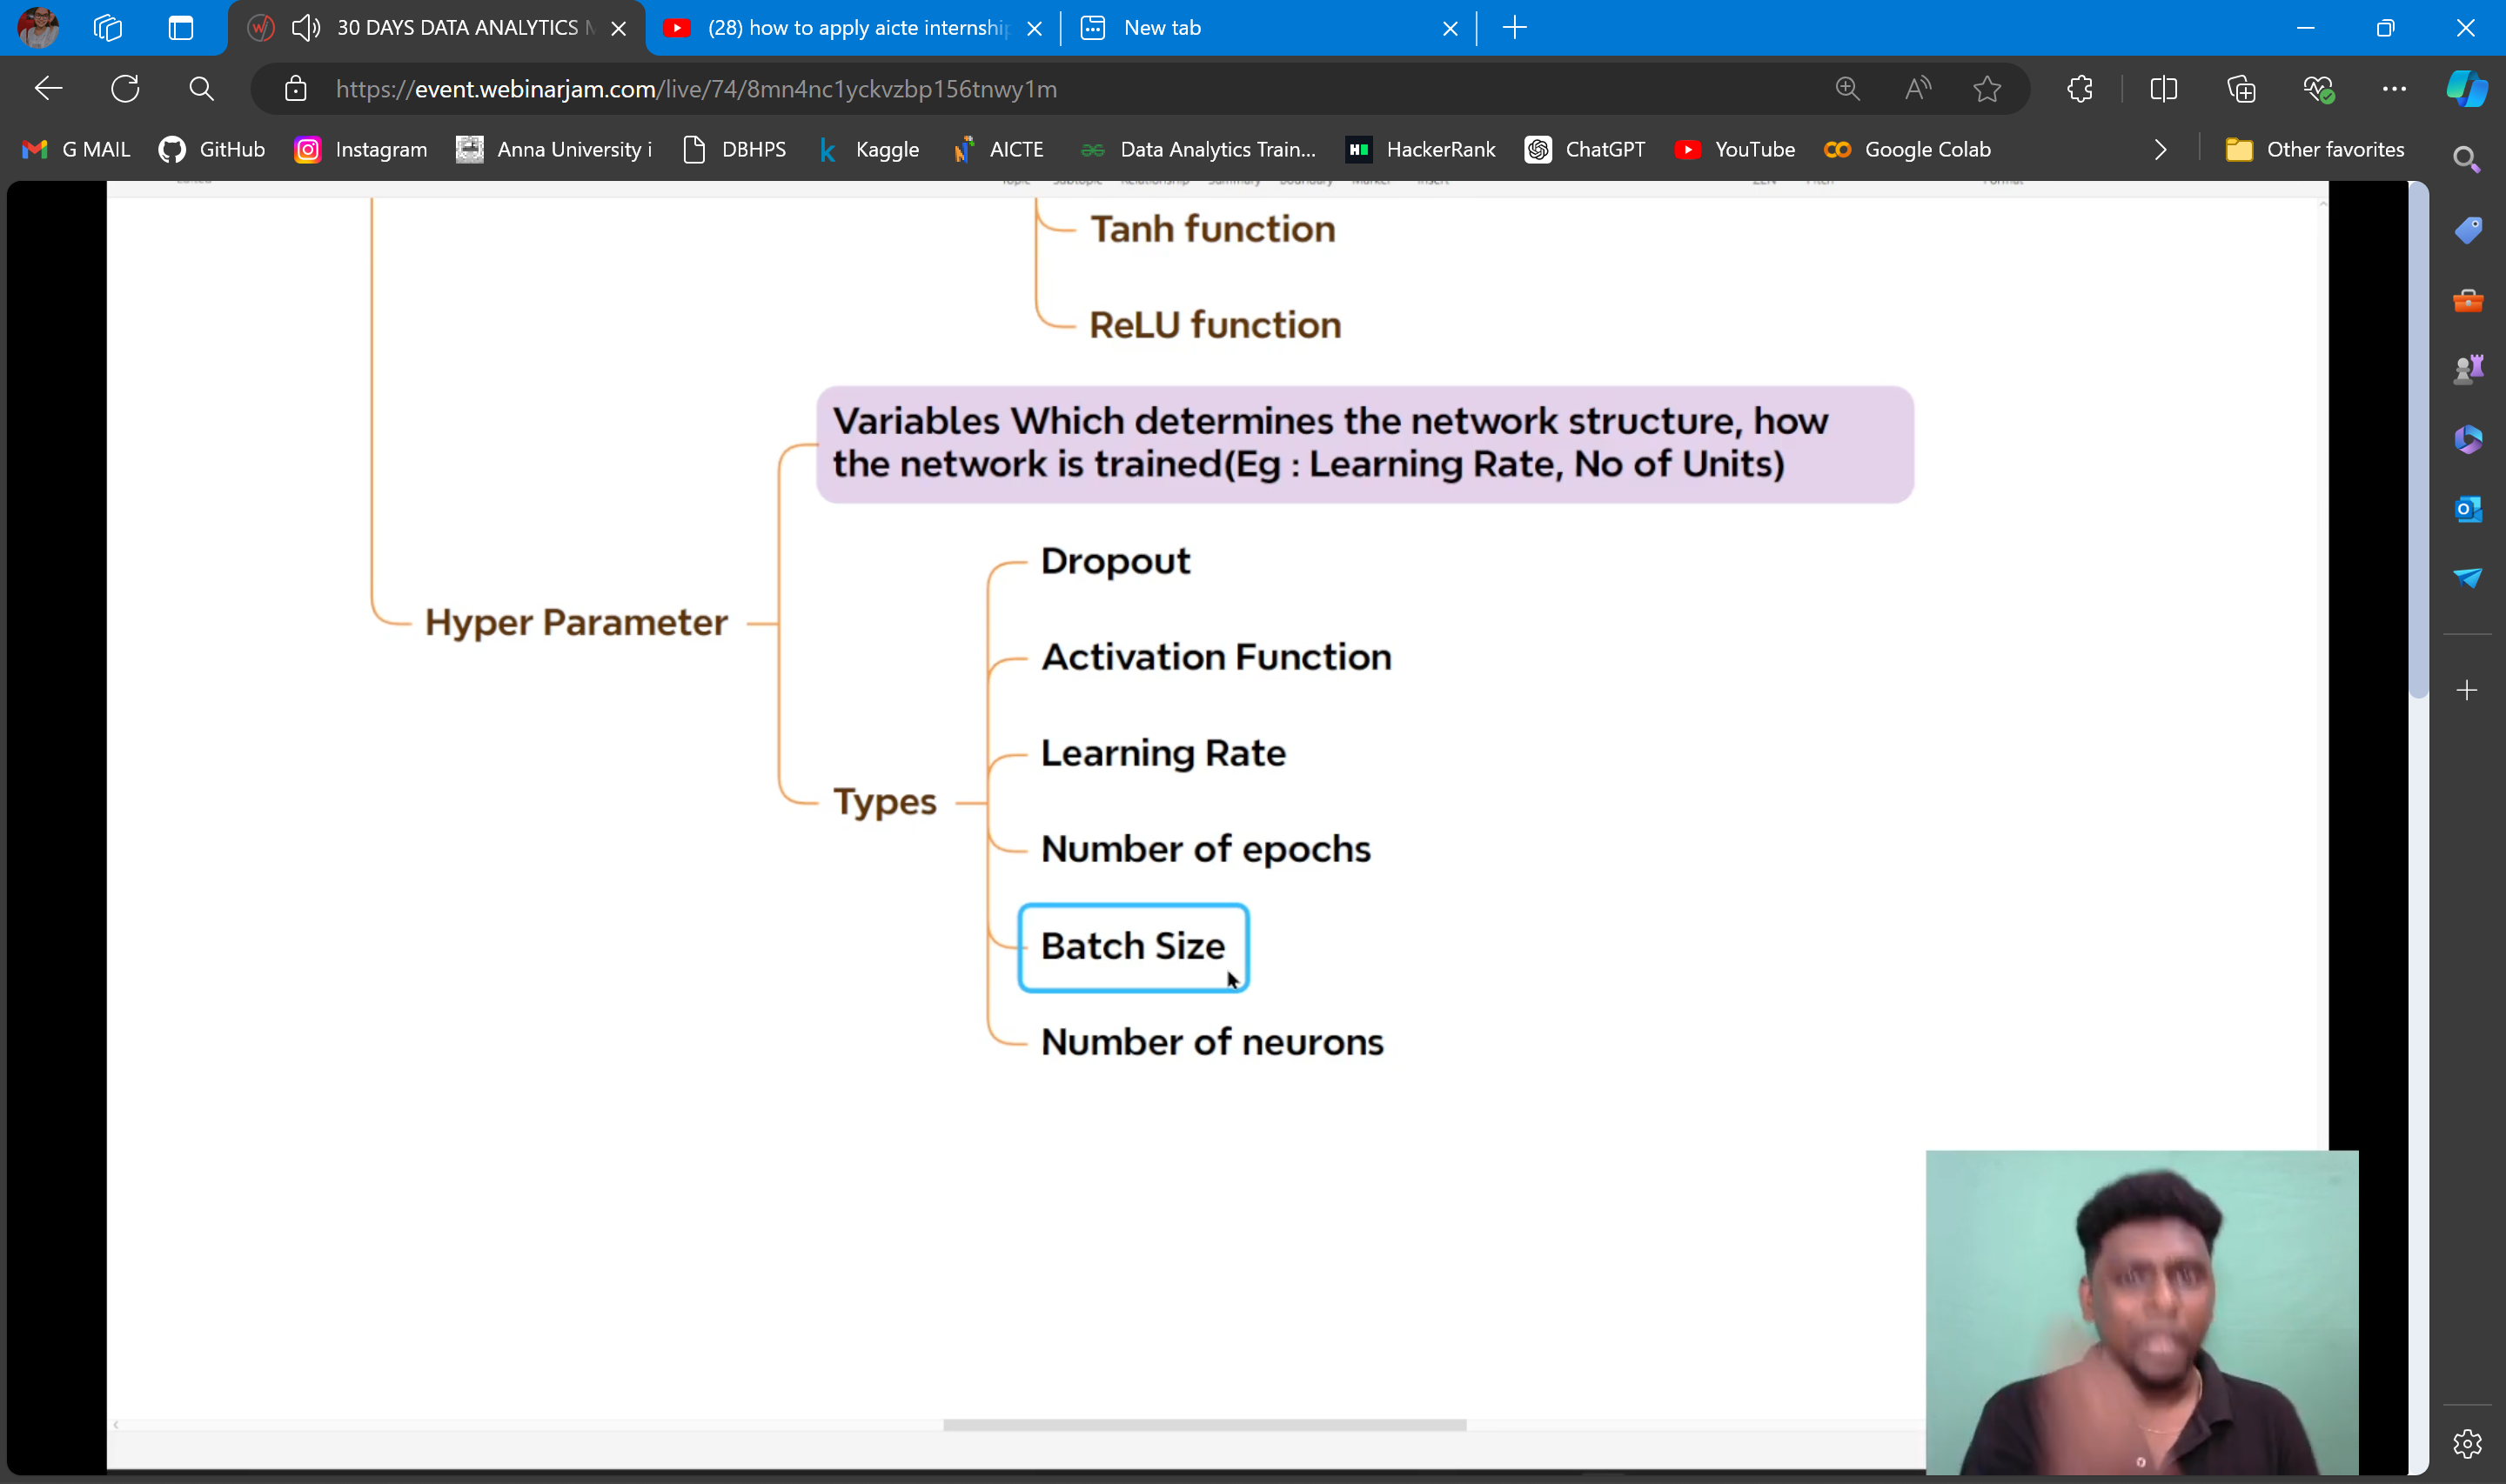 30 DAYS DATA ANALYTICS
(28) how to apply aicte internship
New tab
https://event.webinarjam.com/live/74/8mn4nc1yckvzbp156tnwy1m
G MAIL
GitHub
Instagram
Anna University i
DBHPS
Kaggle
AICTE
Data Analytics Train...
HackerRank
ChatGPT
YouTube
Google Colab
Other favorites
Tanh function
ReLU function
Variables Which determines the network structure, how
the network is trained(Eg : Learning Rate, No of Units)
Hyper Parameter
Types
Dropout
Activation Function
Learning Rate
Number of epochs
Batch Size
Number of neurons